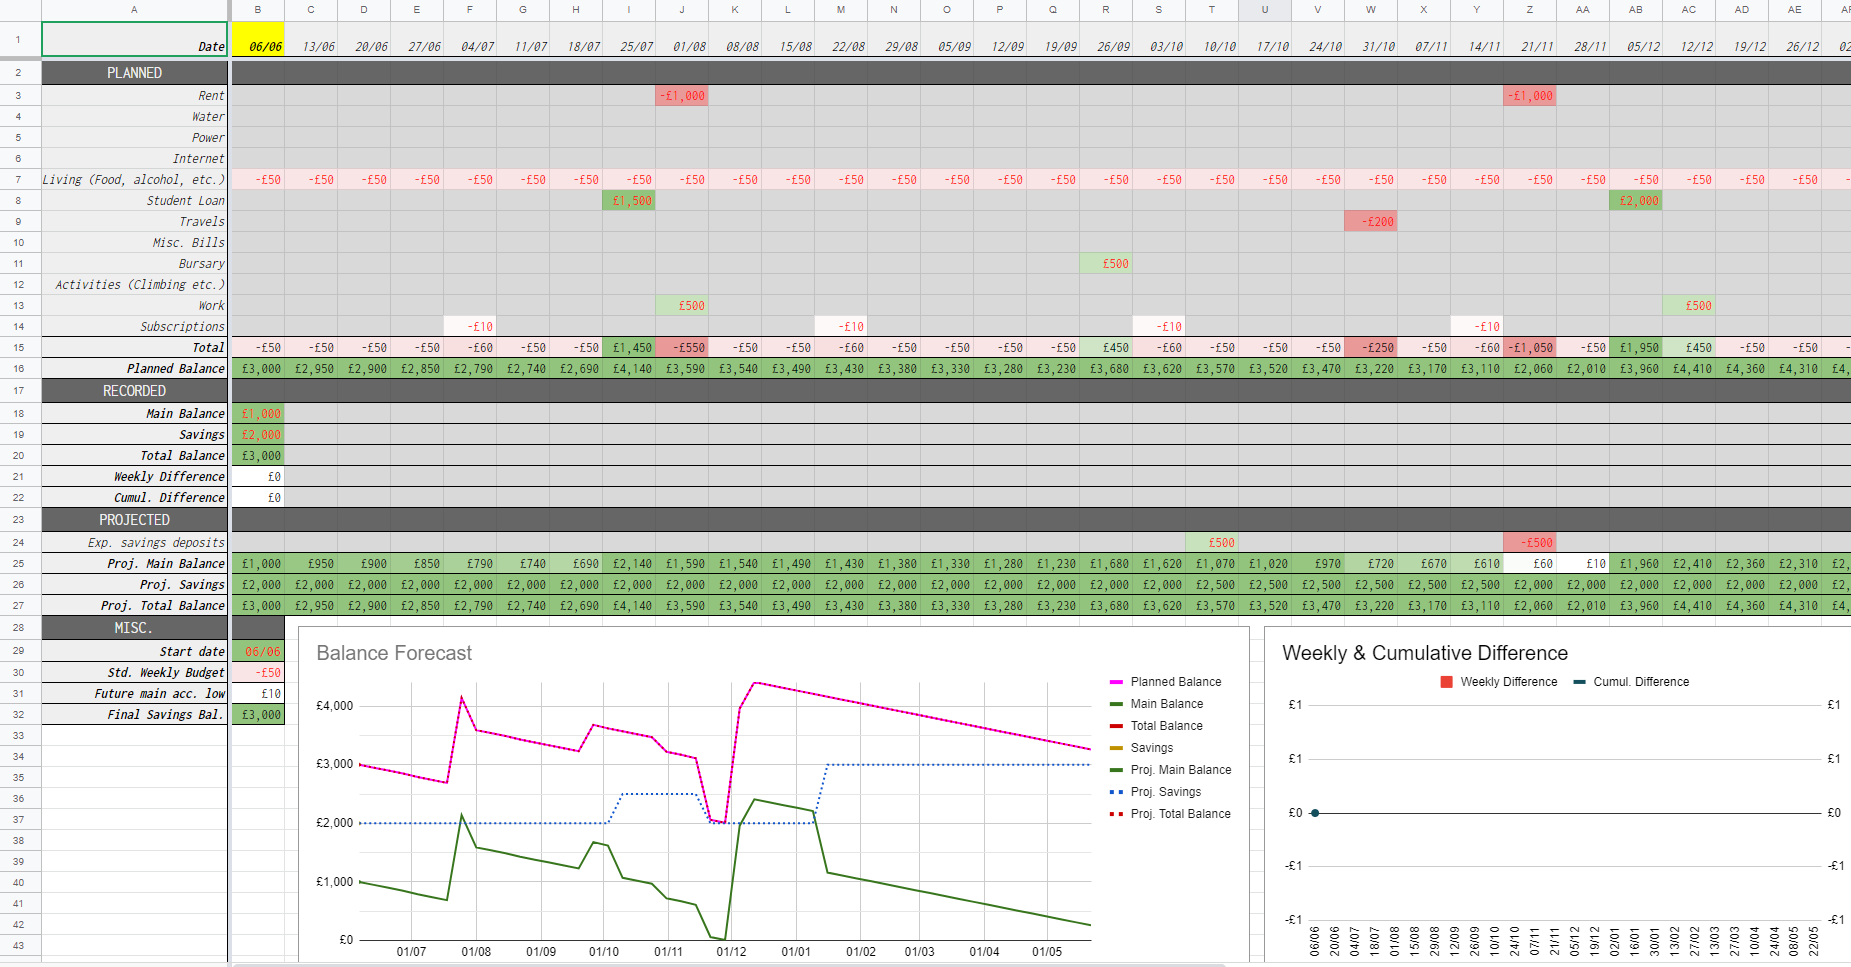 A B C D E F G H I J K L M N O P Q R S T U V W X Y Z AA AB AC AD AE
1 Date 06/06 13/06 20/06 27/06 04/07 11/07 18/07 25/07 01/08 08/08 15/08 22/08 29/08 05/09 12/09 19/09 26/09 03/10 10/10 17/10 24/10 31/10 07/11 14/11 21/11 28/11 05/12 12/12 19/12 26/12 02
2 PLANNED
3 Rent -£1,000 -£1,000
4 Water
5 Power
6 Internet
7 Living (Food, alcohol, etc.) -£50 -£50 -£50 -£50 -£50 -£50 -£50 -£50 -£50 -£50 -£50 -£50 -£50 -£50 -£50 -£50 -£50 -£50 -£50 -£50 -£50 -£50 -£50 -£50 -£50 -£50 -£50 -£50 -£50 -£50 -
8 Student Loan £1,500 £2,000
9 Travels -£200
10 Misc. Bills
11 Bursary £500
12 Activities (Climbing etc.)
13 Work £500 £500
14 Subscriptions -£10 -£10 -£10 -£10
15 Total -£50 -£50 -£50 -£50 -£60 -£50 -£50 £1,450 -£550 -£50 -£50 -£60 -£50 -£50 -£50 -£50 £450 -£60 -£50 -£50 -£50 -£250 -£50 -£60 -£1,050 -£50 £1,950 £450 -£50 -£50 -
16 Planned Balance £3,000 £2,950 £2,900 £2,850 £2,790 £2,740 £2,690 £4,140 £3,590 £3,540 £3,490 £3,430 £3,380 £3,330 £3,280 £3,230 £3,680 £3,620 £3,570 £3,520 £3,470 £3,220 £3,170 £3,110 £2,060 £2,010 £3,960 £4,410 £4,360 £4,310 £4,
17 RECORDED
18 Main Balance £1,000
19 Savings £2,000
20 Total Balance £3,000
21 Weekly Difference £0
22 Cumul. Difference £0
23 PROJECTED
24 Exp. savings deposits £500 -£500
25 Proj. Main Balance £1,000 £950 £900 £850 £790 £740 £690 £2,140 £1,590 £1,540 £1,490 £1,430 £1,380 £1,330 £1,280 £1,230 £1,680 £1,620 £1,070 £1,020 £970 £720 £670 £610 £60 £10 £1,960 £2,410 £2,360 £2,310 £2,
26 Proj. Savings £2,000 £2,000 £2,000 £2,000 £2,000 £2,000 £2,000 £2,000 £2,000 £2,000 £2,000 £2,000 £2,000 £2,000 £2,000 £2,000 £2,000 £2,000 £2,500 £2,500 £2,500 £2,500 £2,500 £2,500 £2,000 £2,000 £2,000 £2,000 £2,000 £2,000 £2,
27 Proj. Total Balance £3,000 £2,950 £2,900 £2,850 £2,790 £2,740 £2,690 £4,140 £3,590 £3,540 £3,490 £3,430 £3,380 £3,330 £3,280 £3,230 £3,680 £3,620 £3,570 £3,520 £3,470 £3,220 £3,170 £3,110 £2,060 £2,010 £3,960 £4,410 £4,360 £4,310 £4,
28 MISC.
29 Start date 06/06
30 Std. Weekly Budget -£50
31 Future main acc. low £10
32 Final Savings Bal. £3,000
33
34
35
36
37
38
39
40
41
42
43
Balance Forecast
£4,000
£3,000
£2,000
£1,000
£0
01/07 01/08 01/09 01/10 01/11 01/12 01/01 01/02 01/03 01/04 01/05
Planned Balance
Main Balance
Total Balance
Savings
Proj. Main Balance
Proj. Savings
Proj. Total Balance
Weekly & Cumulative Difference
Weekly Difference Cumul. Difference
£1 £1
£1 £1
£0 £0
-£1 -£1
-£1 -£1
06/06 20/06 04/07 18/07 01/08 15/08 29/08 12/09 26/09 10/10 24/10 07/11 21/11 05/12 19/12 02/01 16/01 30/01 13/02 27/02 13/03 27/03 10/04 24/04 08/05 22/05